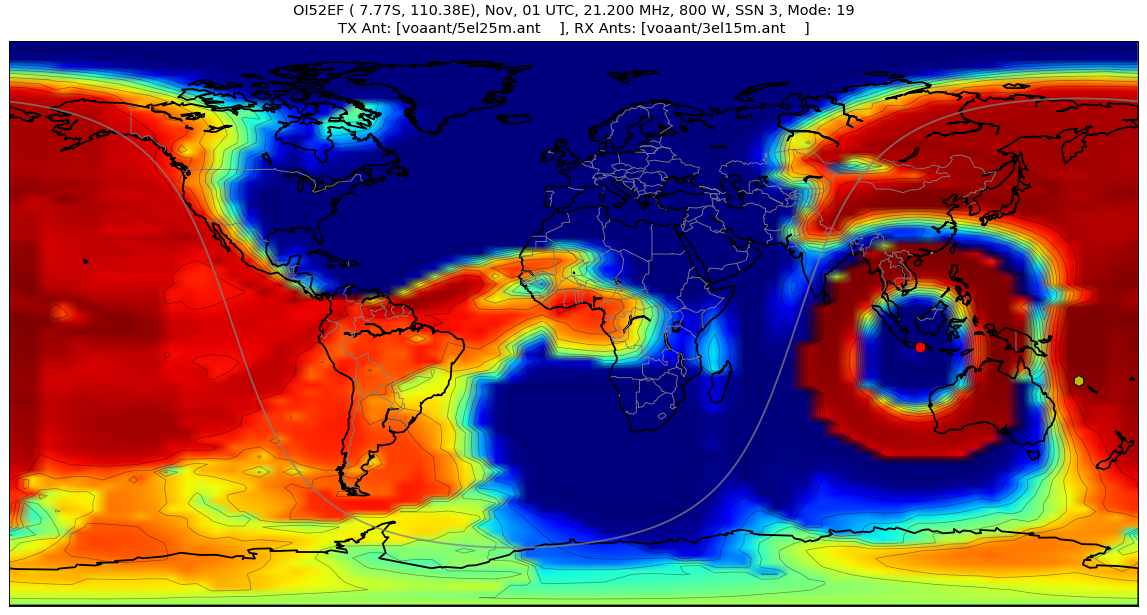 OI52EF ( 7.77S, 110.38E), Nov, 01 UTC, 21.200 MHz, 800 W, SSN 3, Mode: 19
TX Ant: [voaant/5el25m.ant    ], RX Ants: [voaant/3el15m.ant    ]